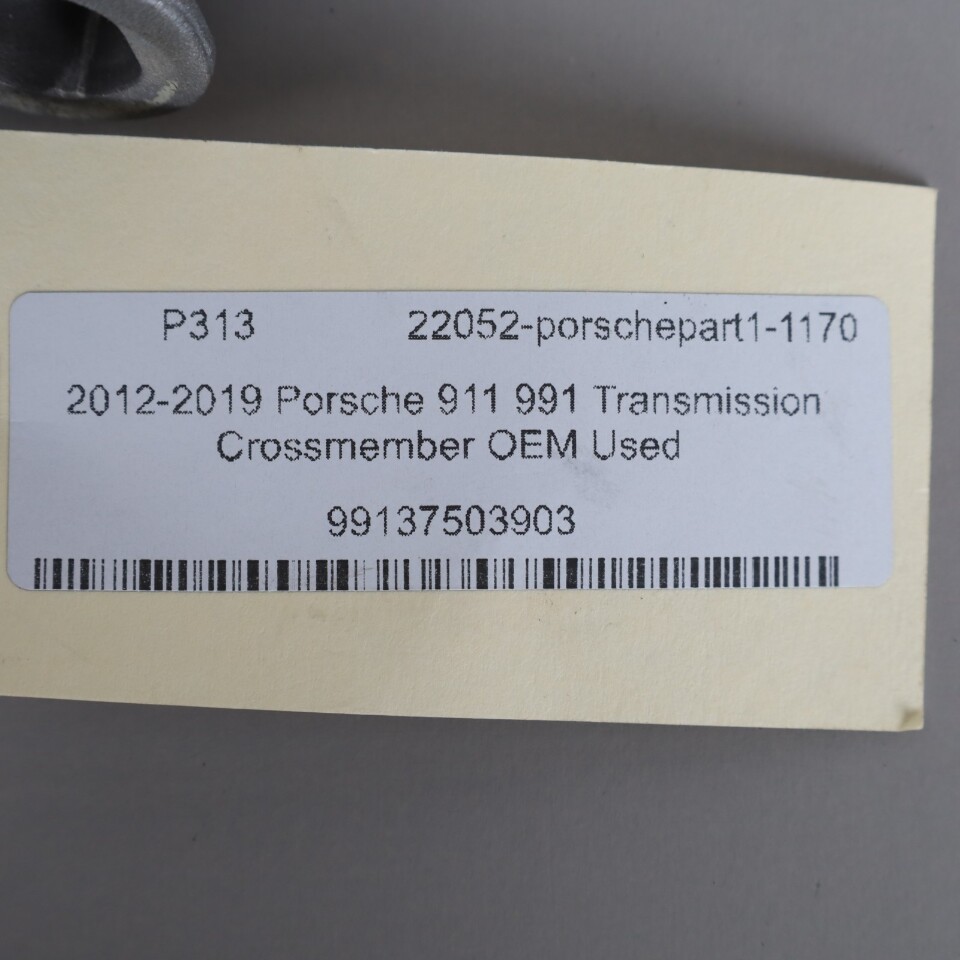 P313 22052-porschepart1-1170
2012-2019 Porsche 911 991 Transmission
Crossmember OEM Used
99137503903